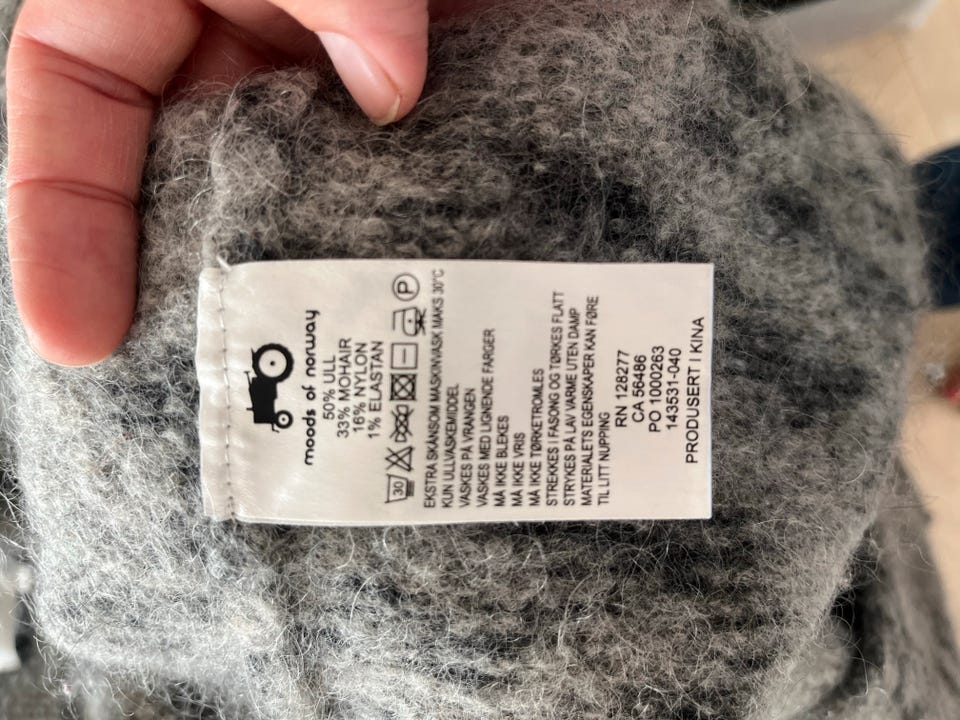 moods of norway
50% ULL
33% MOHAIR
16% NYLON
1% ELASTAN
30 P
EKSTRA SKÅNSOM MASKINVASK MAKS 30°C
KUN ULLVASKEMIDDEL
VASKES PÅ VRANGEN
VASKES MED LIGNENDE FARGER
MÅ IKKE BLEKES
MÅ IKKE VRIS
MÅ IKKE TØRKETROMLES
STREKKES I FASONG OG TØRKES FLATT
STRYKES PÅ LAV VARME UTEN DAMP
MATERIALETS EGENSKAPER KAN FØRE
TIL LITT NUPPING
RN 128277
CA 56486
PO 1000263
143531-040
PRODUSERT I KINA